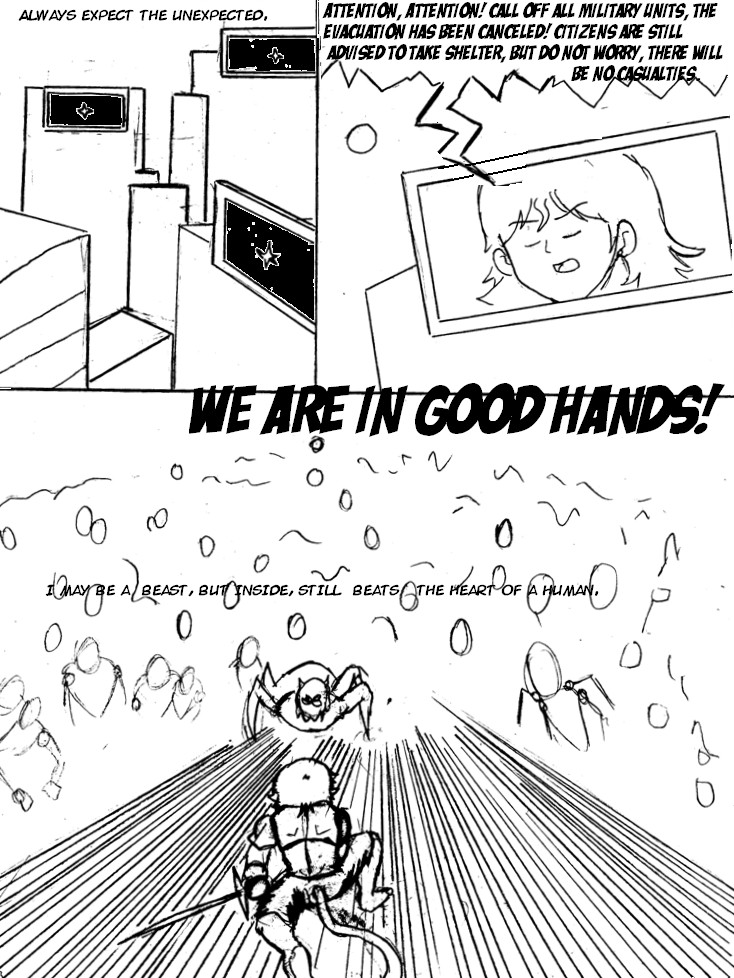 ALWAYS EXPECT THE UNEXPECTED.
ATTENTION, ATTENTION! CALL OFF ALL MILITARY UNITS, THE
EVACUATION HAS BEEN CANCELED! CITIZENS ARE STILL
ADVISED TO TAKE SHELTER, BUT DO NOT WORRY, THERE WILL
BE NO CASUALTIES.
WE ARE IN GOOD HANDS!
I MAY BE A BEAST, BUT INSIDE, STILL BEATS THE HEART OF A HUMAN.